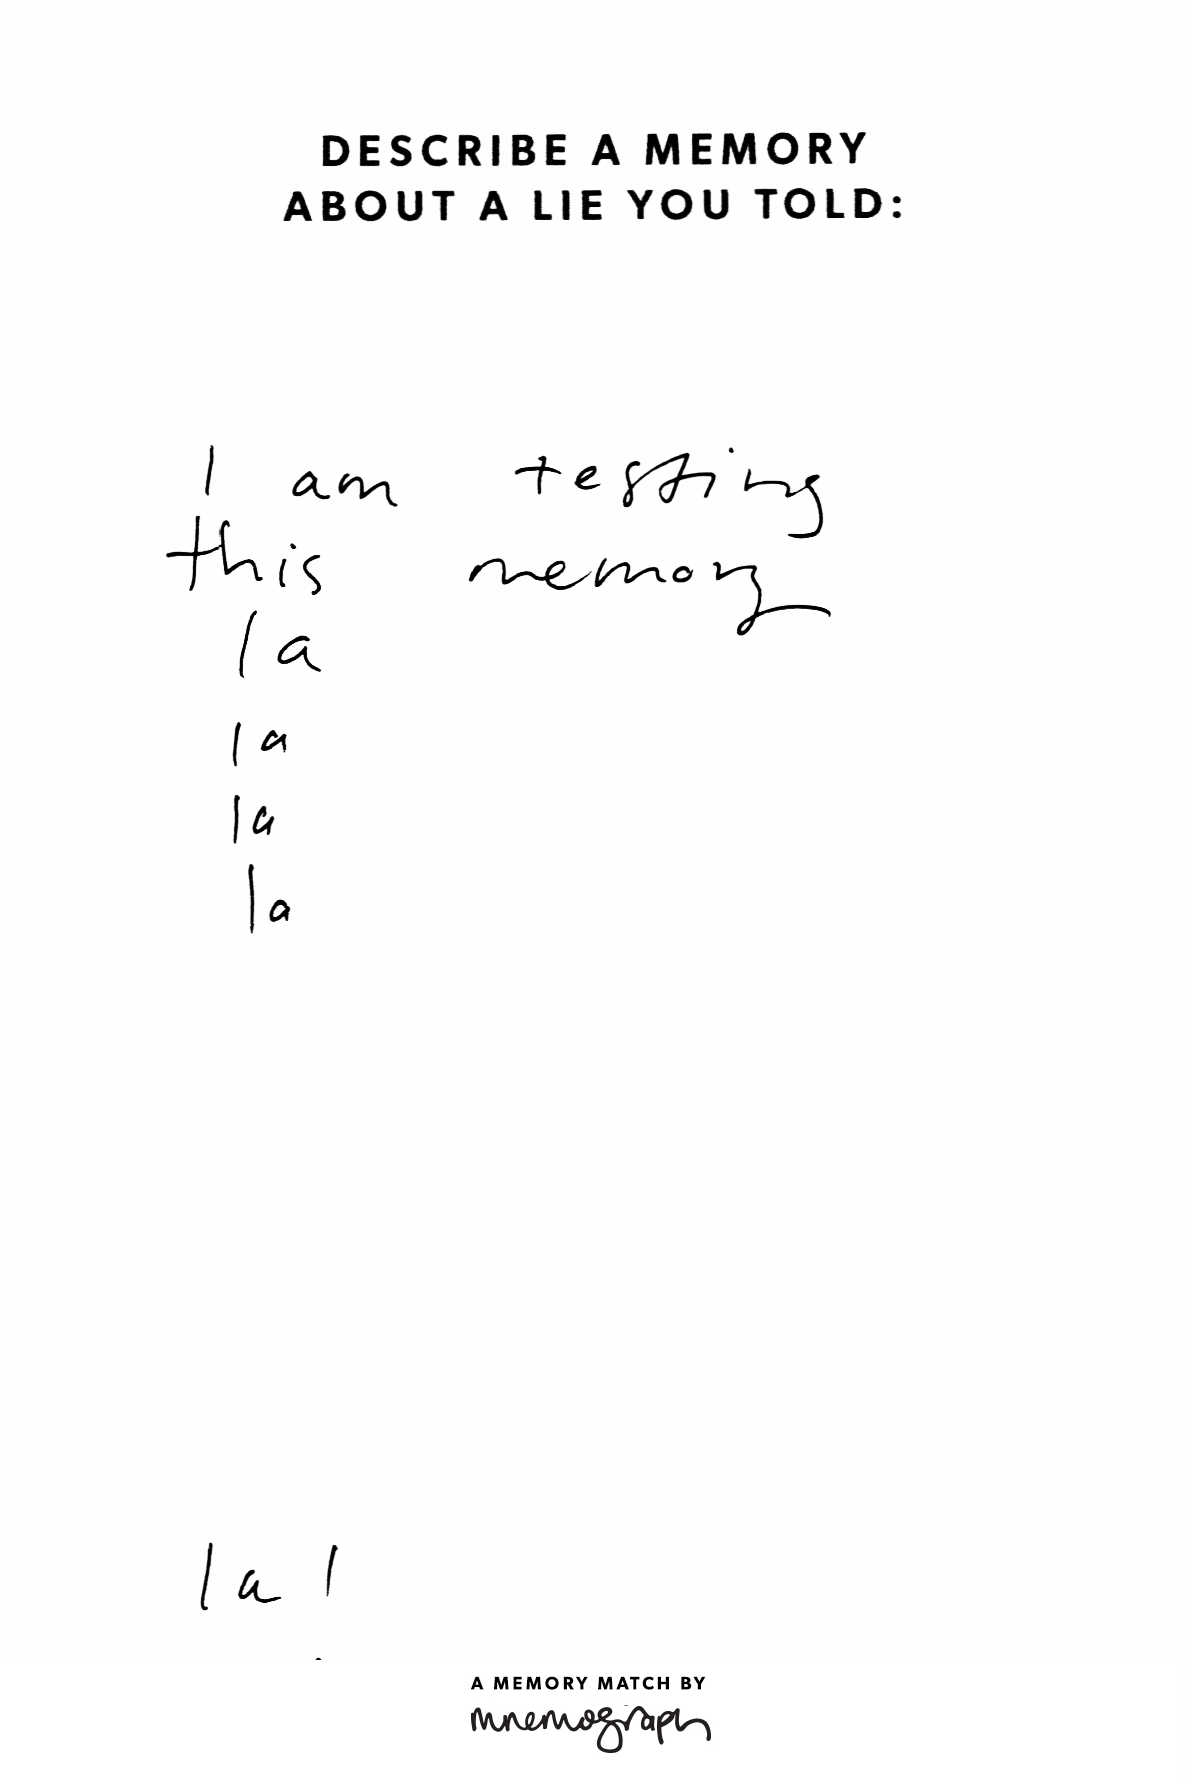 DESCRIBE A MEMORY
ABOUT A LIE YOU TOLD:
I am testing
this memory
la
la
la
la
la !
A MEMORY MATCH BY
mnemograph